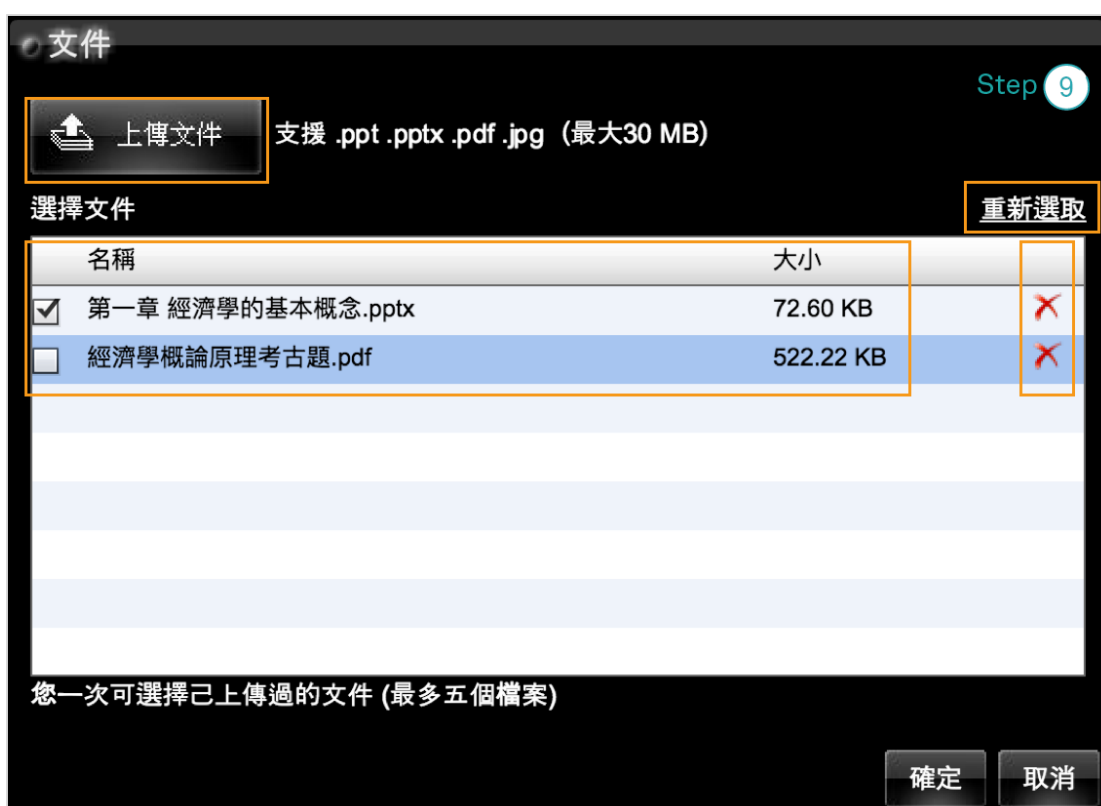 文件
Step 9
上傳文件 支援 .ppt .pptx .pdf .jpg (最大30 MB)
選擇文件 重新選取
名稱 大小
第一章 經濟學的基本概念.pptx 72.60 KB
經濟學概論原理考古題.pdf 522.22 KB
您一次可選擇己上傳過的文件 (最多五個檔案)
確定 取消